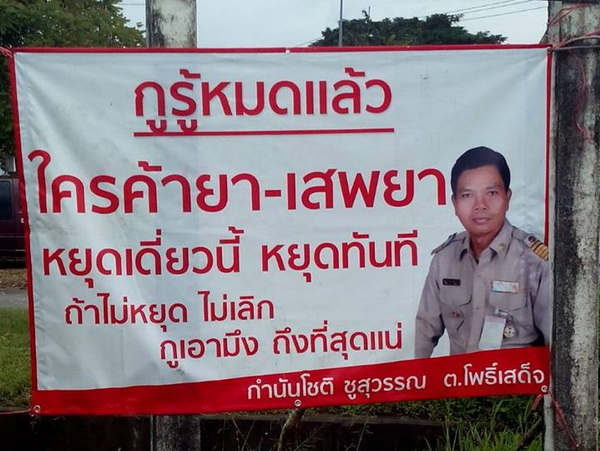 กูรู้หมดแล้ว
ใครค้ายา-เสพยา
หยุดเดี่ยวนี้ หยุดทันที
ถ้าไม่หยุด ไม่เลิก
กูเอามึง ถึงที่สุดแน่
กำนันโชติ ชูสุวรรณ ต.โพธิ์เสด็จ